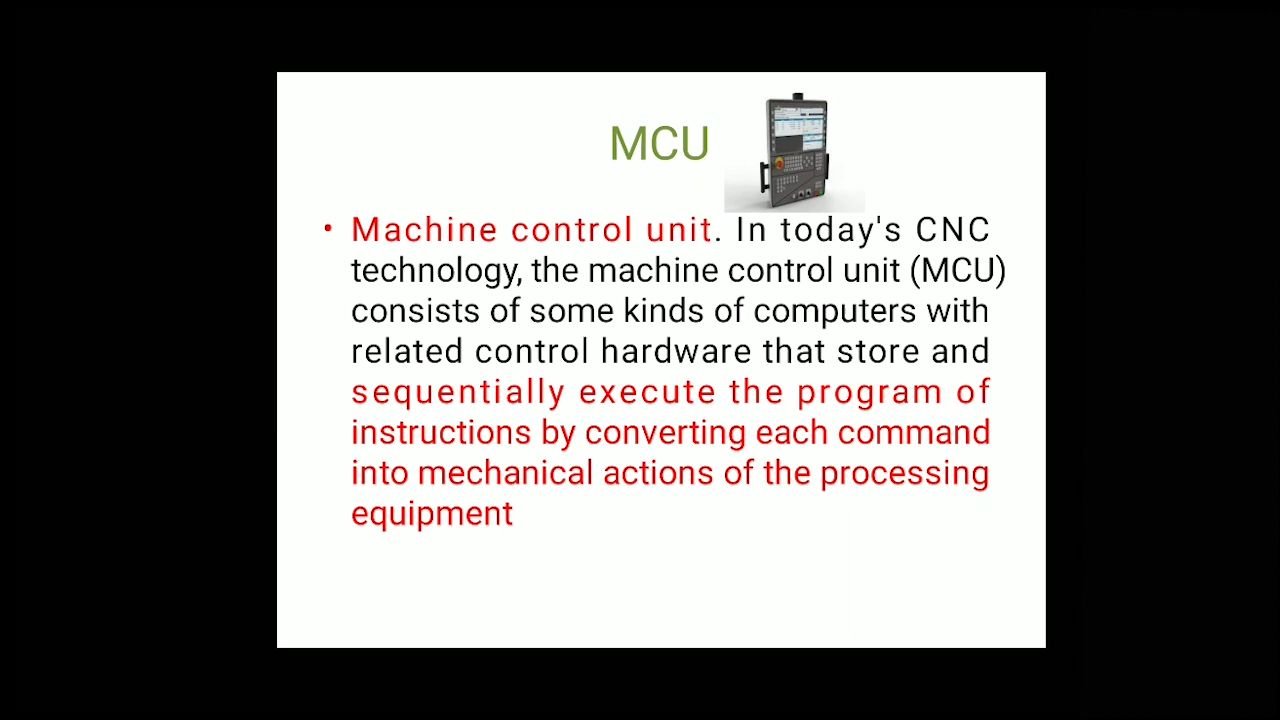 MCU
• Machine control unit. In today's CNC
technology, the machine control unit (MCU)
consists of some kinds of computers with
related control hardware that store and
sequentially execute the program of
instructions by converting each command
into mechanical actions of the processing
equipment